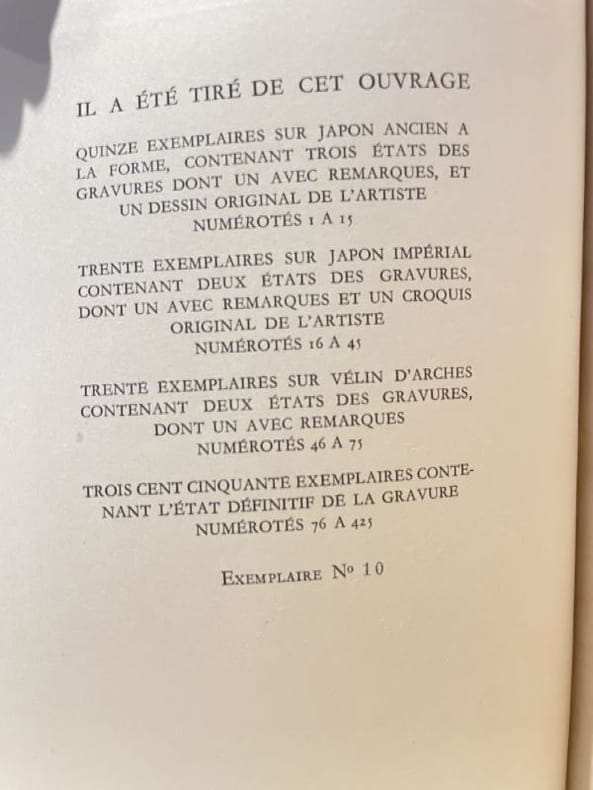 IL A ÉTÉ TIRÉ DE CET OUVRAGE
QUINZE EXEMPLAIRES SUR JAPON ANCIEN A
LA FORME, CONTENANT TROIS ÉTATS DES
GRAVURES DONT UN AVEC REMARQUES, ET
UN DESSIN ORIGINAL DE L'ARTISTE
NUMÉROTÉS 1 A 15
TRENTE EXEMPLAIRES SUR JAPON IMPÉRIAL
CONTENANT DEUX ÉTATS DES GRAVURES,
DONT UN AVEC REMARQUES ET UN CROQUIS
ORIGINAL DE L'ARTISTE
NUMÉROTÉS 16 A 45
TRENTE EXEMPLAIRES SUR VÉLIN D'ARCHES
CONTENANT DEUX ÉTATS DES GRAVURES,
DONT UN AVEC REMARQUES
NUMÉROTÉS 46 A 75
TROIS CENT CINQUANTE EXEMPLAIRES CONTE-
NANT L'ÉTAT DÉFINITIF DE LA GRAVURE
NUMÉROTÉS 76 A 425
EXEMPLAIRE Nº 10